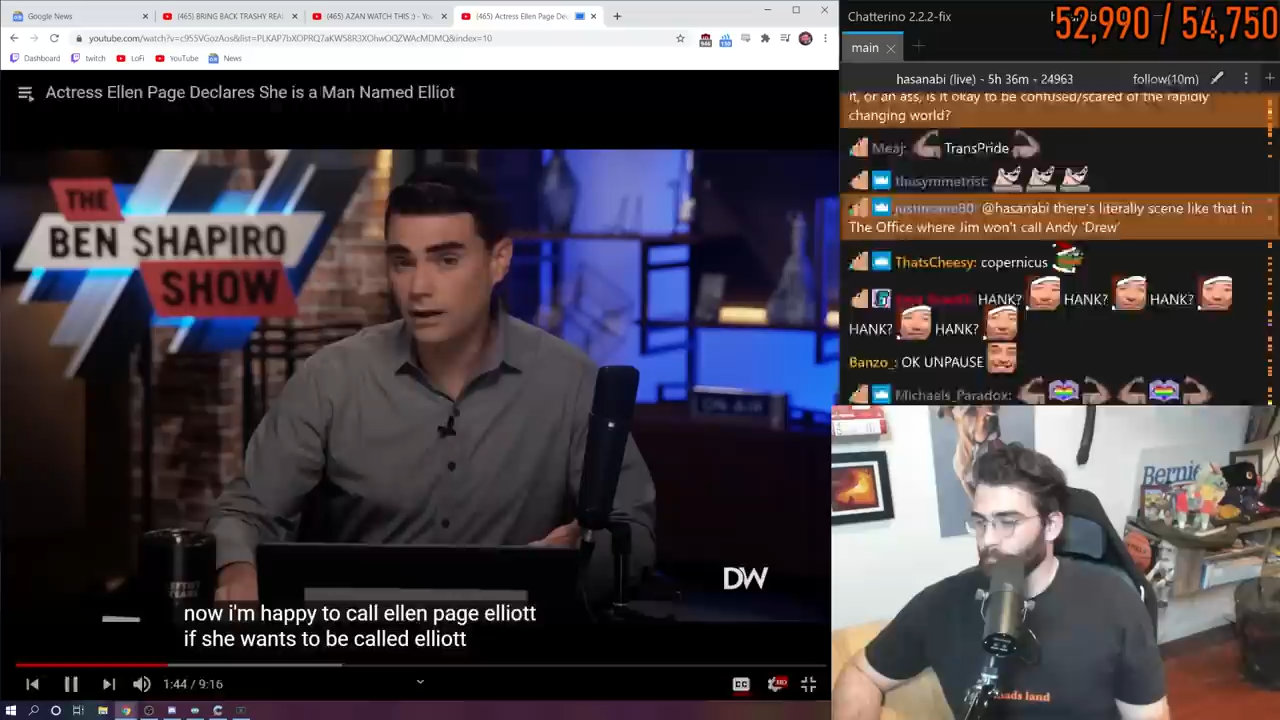 Google News
(465) BRING BACK TRASHY REA
(465) AZAN WATCH THIS :) - Yo
(465) Actress Ellen Page De
youtube.com/watch?v=c955VGozAos&list=PLKAP7bXOPRQ7aKW58R3XOhwOQZWAcMDMQ&index=10
Dashboard
twitch
LoFi
YouTube
News
Actress Ellen Page Declares She is a Man Named Elliot
THE
BEN SHAPIRO
SHOW
ON AIR
DW
now i'm happy to call ellen page elliott
if she wants to be called elliott
1:44 / 9:16
CC
HD
Chatterino 2.2.2-fix
52,990 / 54,750
main
hasanabi (live) - 5h 36m - 24963
follow(10m)
it, or an ass, is it okay to be confused/scared of the rapidly
changing world?
Meaj: TransPride
thusymmetrist:
@hasanabi there's literally scene like that in
The Office where Jim won't call Andy 'Drew'
ThatsCheesy: copernicus
HANK? HANK? HANK?
HANK? HANK?
Banzo_: OK UNPAUSE
Michaels_Paradox:
Bernie